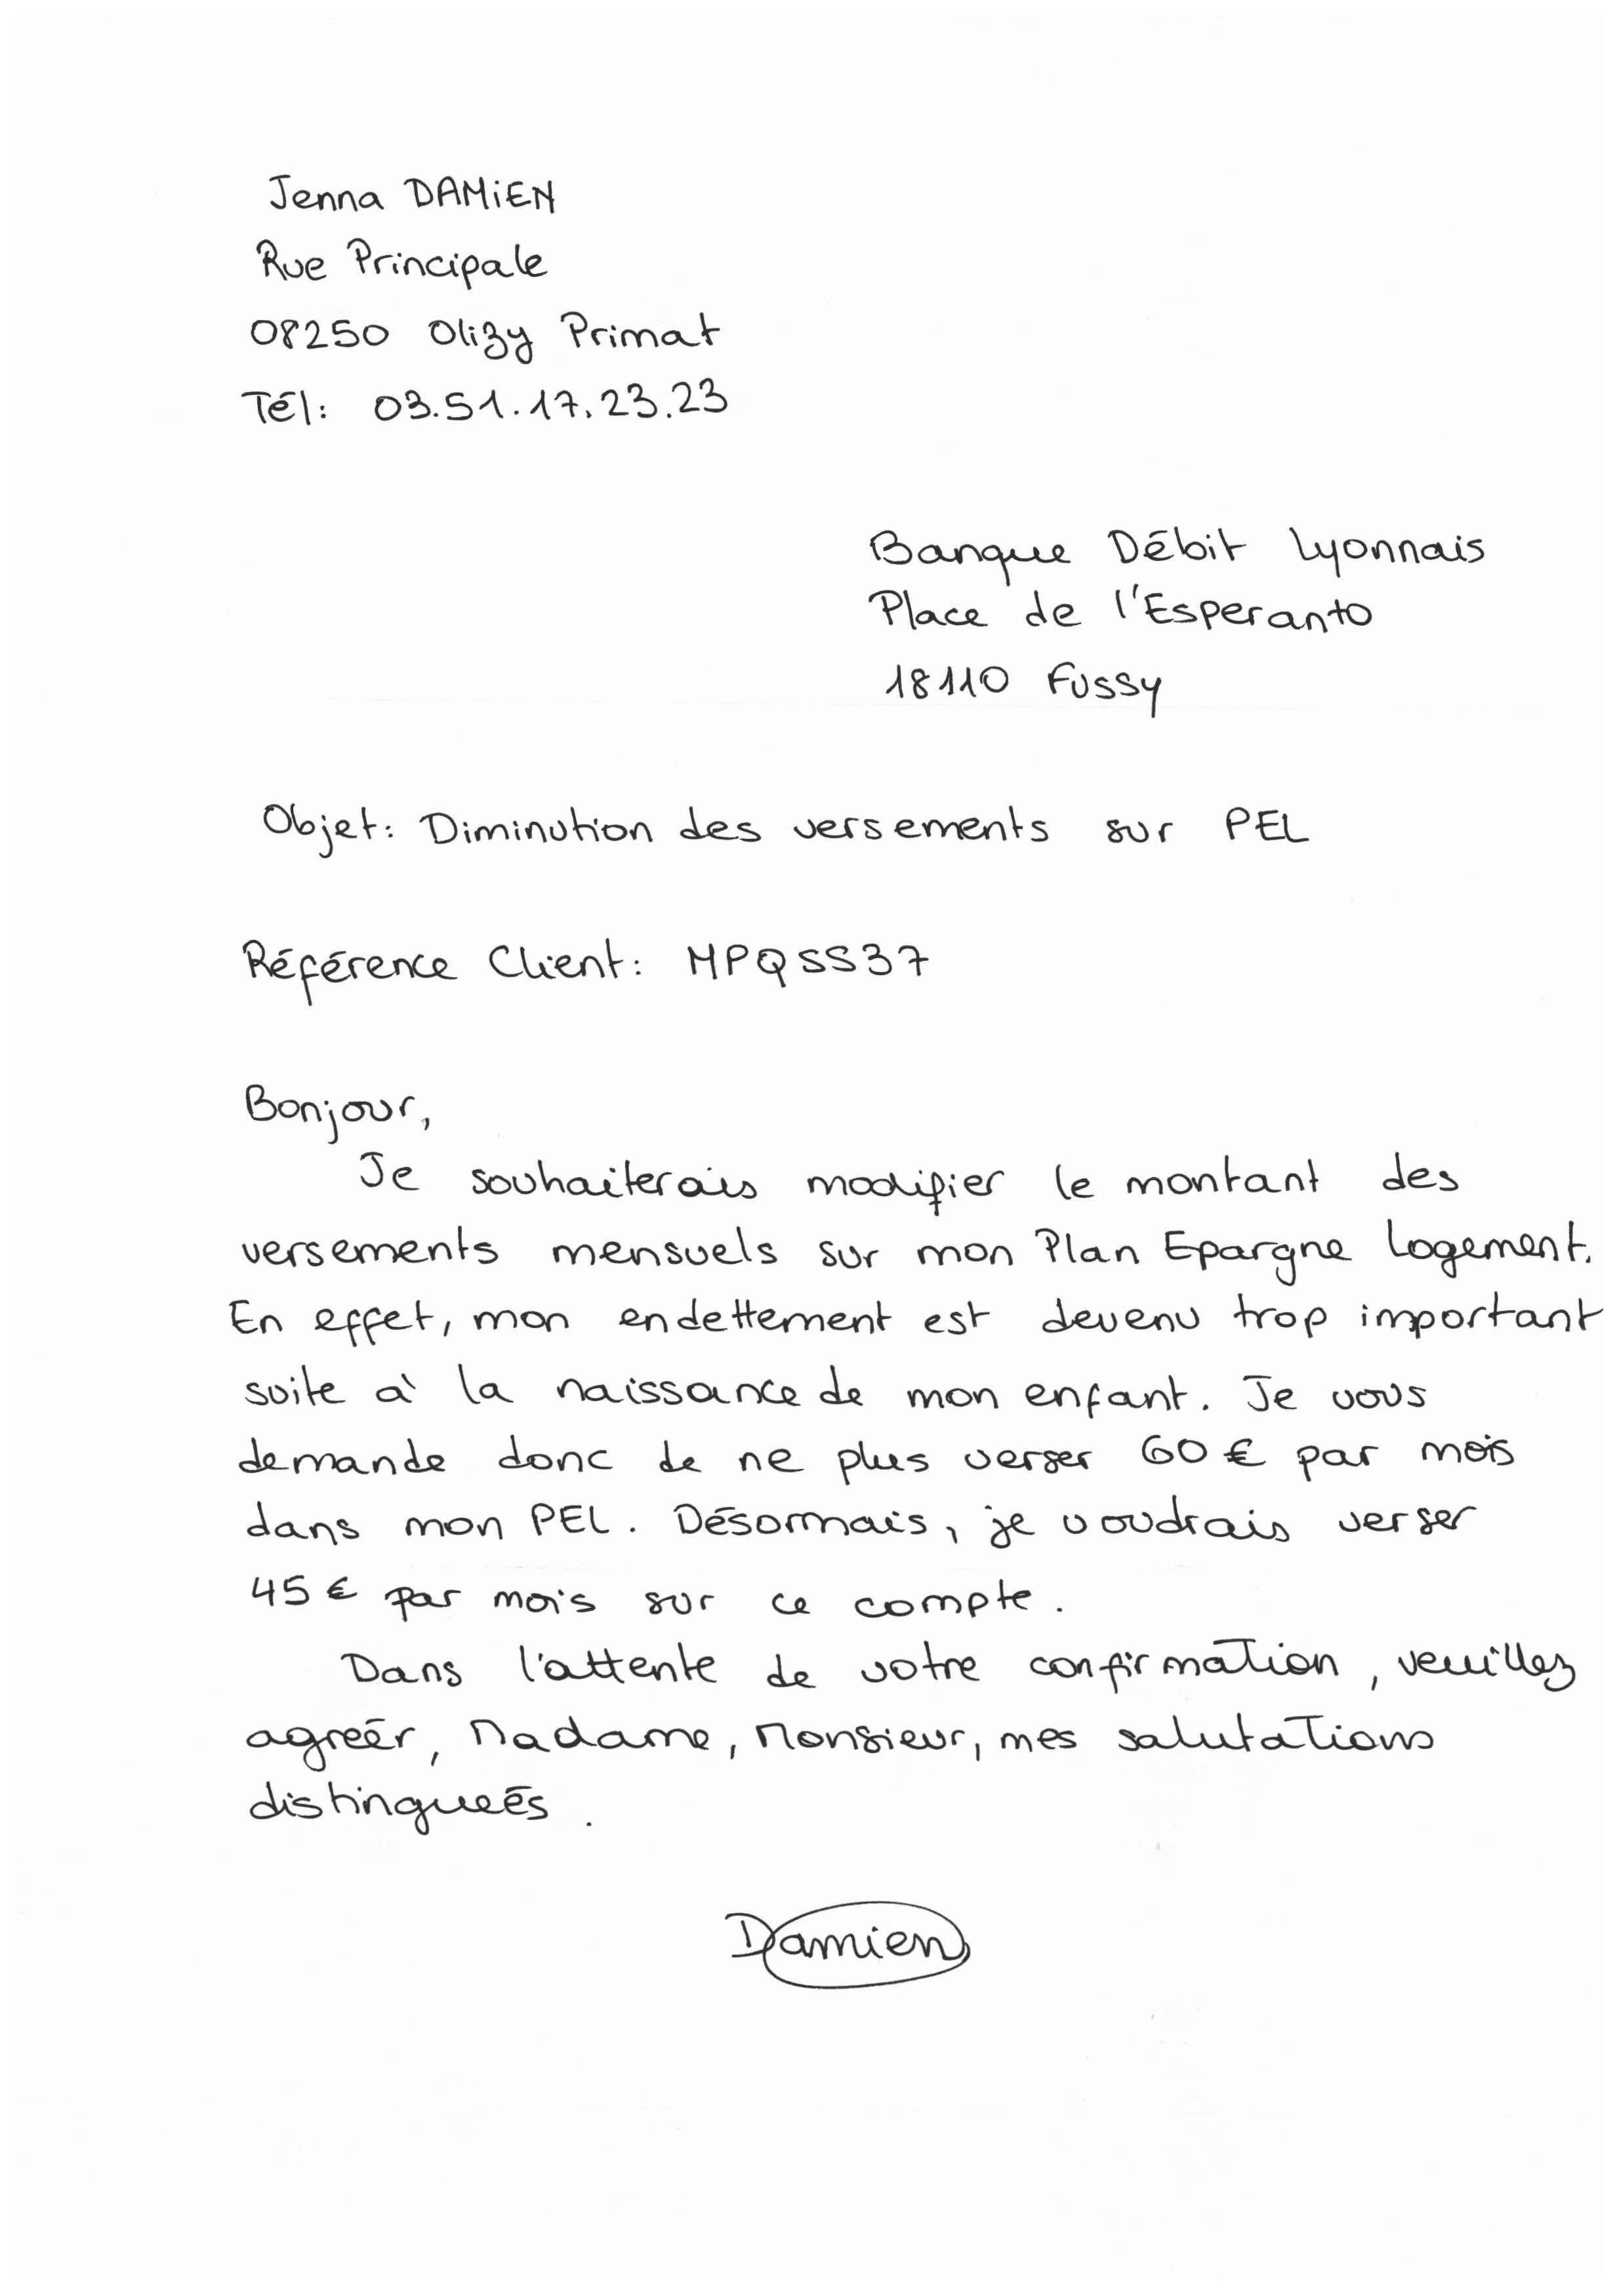 Jenna DAMIEN
Rue Principale
08250 Olizy Primat
Tél: 03.51.17.23.23
Banque Débit Lyonnais
Place de l'Esperanto
18110 Fussy
Objet: Diminution des versements sur PEL
Référence Client: MPQSS37
Bonjour,
Je souhaiterais modifier le montant des
versements mensuels sur mon Plan Epargne Logement.
En effet, mon endettement est devenu trop important
suite à la naissance de mon enfant. Je vous
demande donc de ne plus verser 60 € par mois
dans mon PEL. Désormais, je voudrais verser
45 € par mois sur ce compte.
Dans l'attente de votre confirmation, veuillez
agréer, Madame, Monsieur, mes salutations
distinguées.
Damien